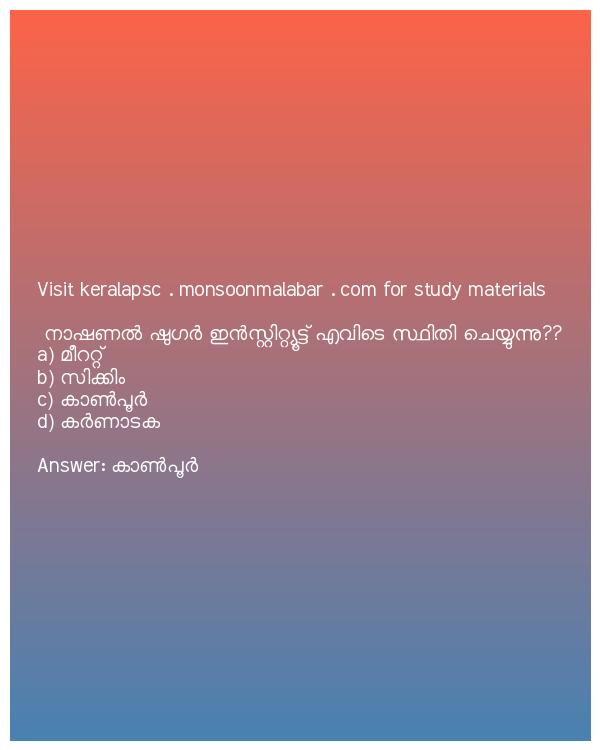 Visit keralapsc . monsoonmalabar . com for study materials
നാഷണൽ ഷുഗർ ഇൻസ്റ്റിറ്റ്യൂട്ട് എവിടെ സ്ഥിതി ചെയ്യുന്നു??
a) മീററ്റ്
b) സിക്കിം
c) കാൺപൂർ
d) കർണാടക
Answer: കാൺപൂർ